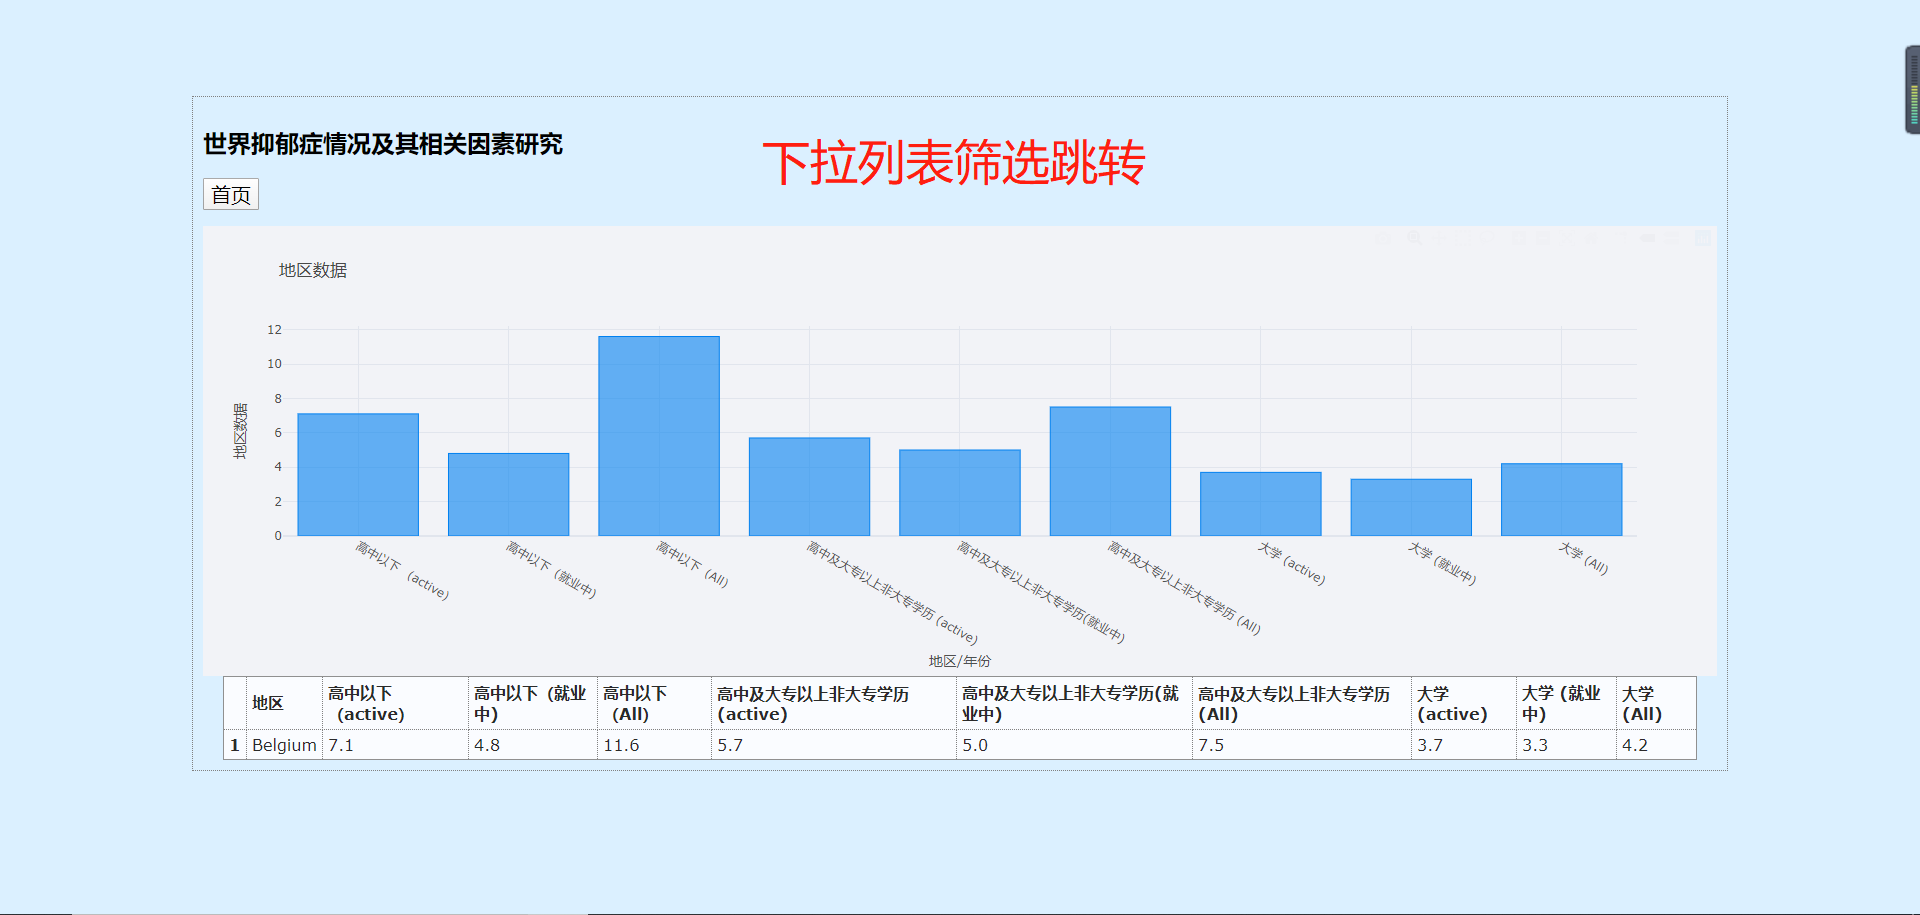 世界抑郁症情况及其相关因素研究
下拉列表筛选跳转
首页
地区数据
12
10
8
6
4
2
0
地区数据
高中以下 （active）
高中以下（就业中）
高中以下（All）
高中及大专以上非大专学历 (active)
高中及大专以上非大专学历(就业中)
高中及大专以上非大专学历 (All)
大学 (active)
大学 (就业中)
大学 (All)
地区/年份
地区 高中以下（active） 高中以下（就业中） 高中以下（All） 高中及大专以上非大专学历 (active) 高中及大专以上非大专学历(就业中) 高中及大专以上非大专学历 (All) 大学 (active) 大学 (就业中) 大学 (All)
1 Belgium 7.1 4.8 11.6 5.7 5.0 7.5 3.7 3.3 4.2